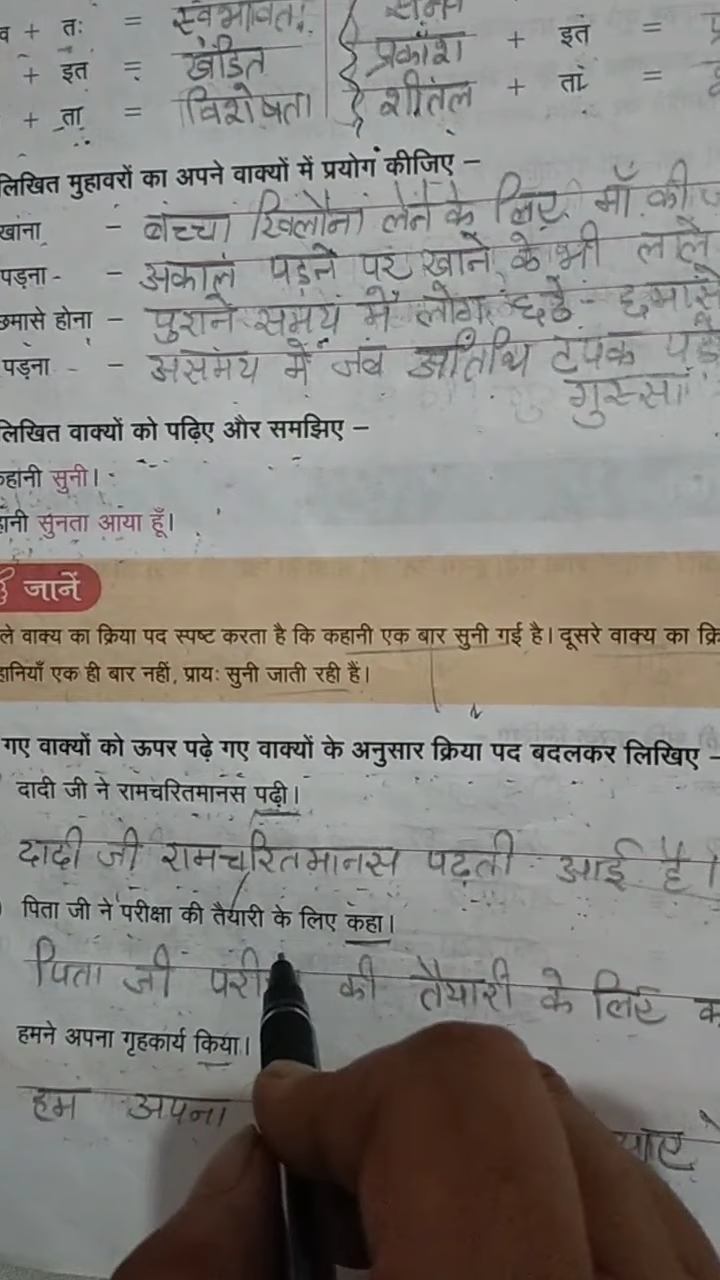 व + तः = स्वभावतः
+ इत = खंडित प्रकाश + इत =
+ ता = विशेषता शीतल + ता =
लिखित मुहावरों का अपने वाक्यों में प्रयोग कीजिए –
खाना - बच्चा खिलौना लेने के लिए माँ की
पड़ना - - अकाल पड़ने पर खाने के भी लाले
छमासे होना – पुराने समय में लोग छठे - छमासे
पड़ना - - असमय में जब अतिथि टपक पड़े
गुस्सा
लिखित वाक्यों को पढ़िए और समझिए –
कहानी सुनी।
सुनता आया हूँ।
जानें
वाक्य का क्रिया पद स्पष्ट करता है कि कहानी एक बार सुनी गई है। दूसरे वाक्य का
एक ही बार नहीं, प्रायः सुनी जाती रही हैं।
गए वाक्यों को ऊपर पढ़े गए वाक्यों के अनुसार क्रिया पद बदलकर लिखिए –
दादी जी ने रामचरितमानस पढ़ी।
दादी जी रामचरितमानस पढ़ती आई है।
पिता जी ने परीक्षा की तैयारी के लिए कहा।
पिता जी की तैयारी के लिए
हमने अपना गृहकार्य किया।
हम अपना